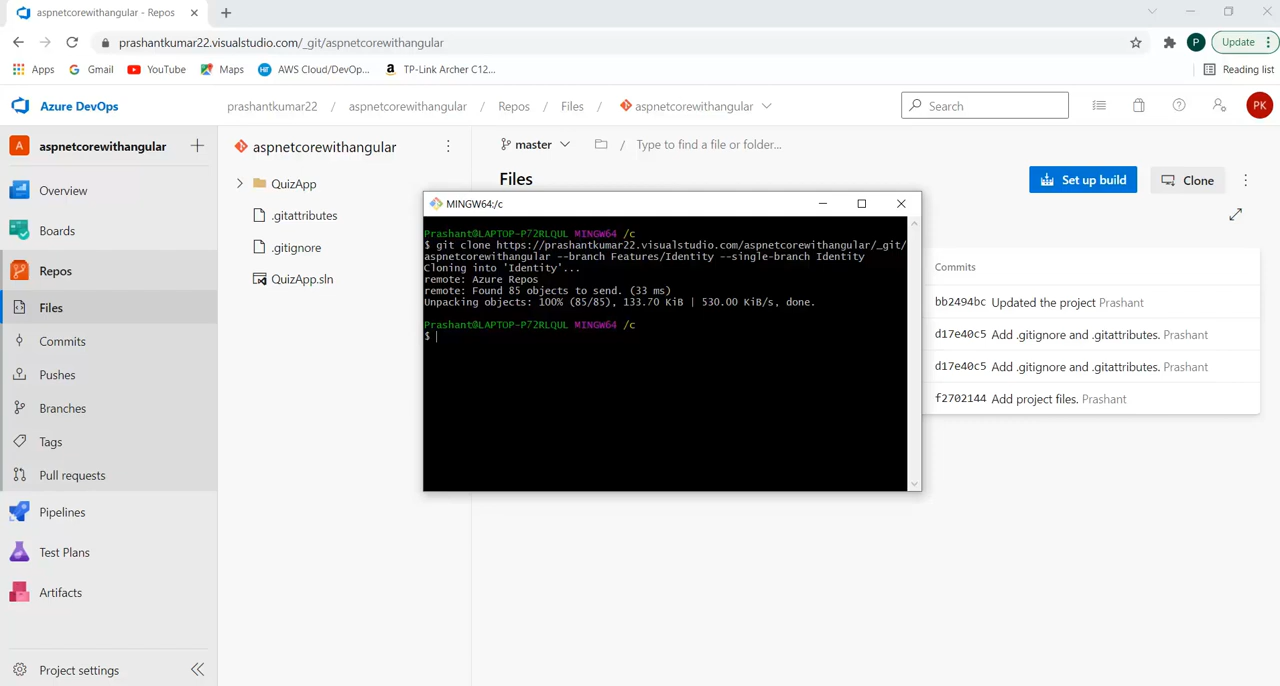 aspnetcorewithangular - Repos
prashantkumar22.visualstudio.com/_git/aspnetcorewithangular
P
Update
Apps
Gmail
YouTube
Maps
AWS Cloud/DevOp...
TP-Link Archer C12...
Reading list
Azure DevOps
prashantkumar22 / aspnetcorewithangular / Repos / Files / aspnetcorewithangular
Search
PK
A aspnetcorewithangular
Overview
Boards
Repos
Files
Commits
Pushes
Branches
Tags
Pull requests
Pipelines
Test Plans
Artifacts
Project settings
aspnetcorewithangular
QuizApp
.gitattributes
.gitignore
QuizApp.sln
master / Type to find a file or folder...
Files
Set up build
Clone
Commits
bb2494bc Updated the project Prashant
d17e40c5 Add .gitignore and .gitattributes. Prashant
d17e40c5 Add .gitignore and .gitattributes. Prashant
f2702144 Add project files. Prashant
MINGW64:/c
Prashant@LAPTOP-P72RLQUL MINGW64 /c
$ git clone https://prashantkumar22.visualstudio.com/aspnetcorewithangular/_git/
aspnetcorewithangular --branch Features/Identity --single-branch Identity
Cloning into 'Identity'...
remote: Azure Repos
remote: Found 85 objects to send. (33 ms)
Unpacking objects: 100% (85/85), 133.70 KiB | 530.00 KiB/s, done.
Prashant@LAPTOP-P72RLQUL MINGW64 /c
$